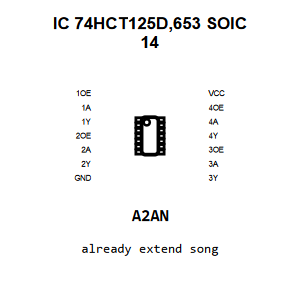 IC 74HCT125D,653 SOIC
14
1OE VCC
1A 4OE
1Y 4A
2OE 4Y
2A 3OE
2Y 3A
GND 3Y
A2AN
already extend song